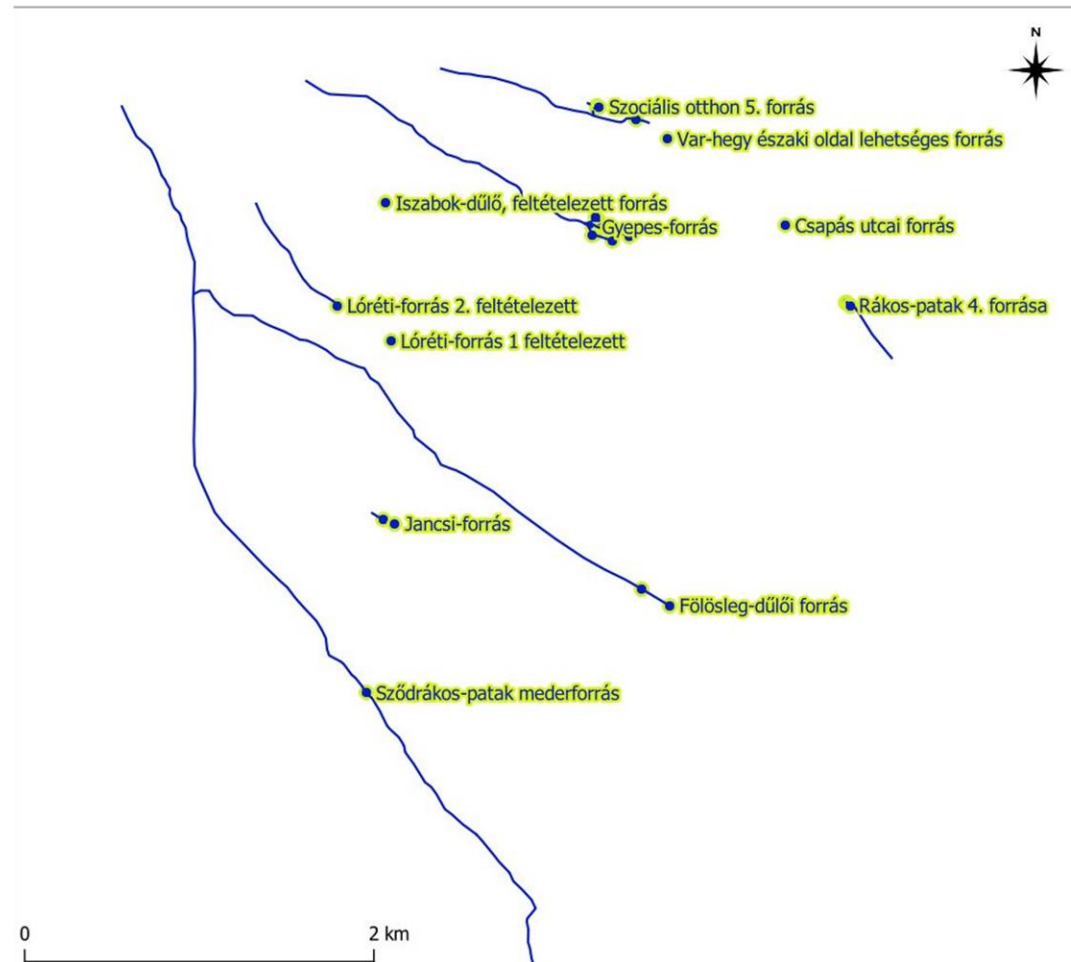 N
Szociális otthon 5. forrás
Var-hegy északi oldal lehetséges forrás
Iszabok-dűlő, feltételezett forrás
Gyepes-forrás
Csapás utcai forrás
Lóréti-forrás 2. feltételezett
Rákos-patak 4. forrása
Lóréti-forrás 1 feltételezett
Jancsi-forrás
Fölösleg-dűlői forrás
Sződrákos-patak mederforrás
0
2 km